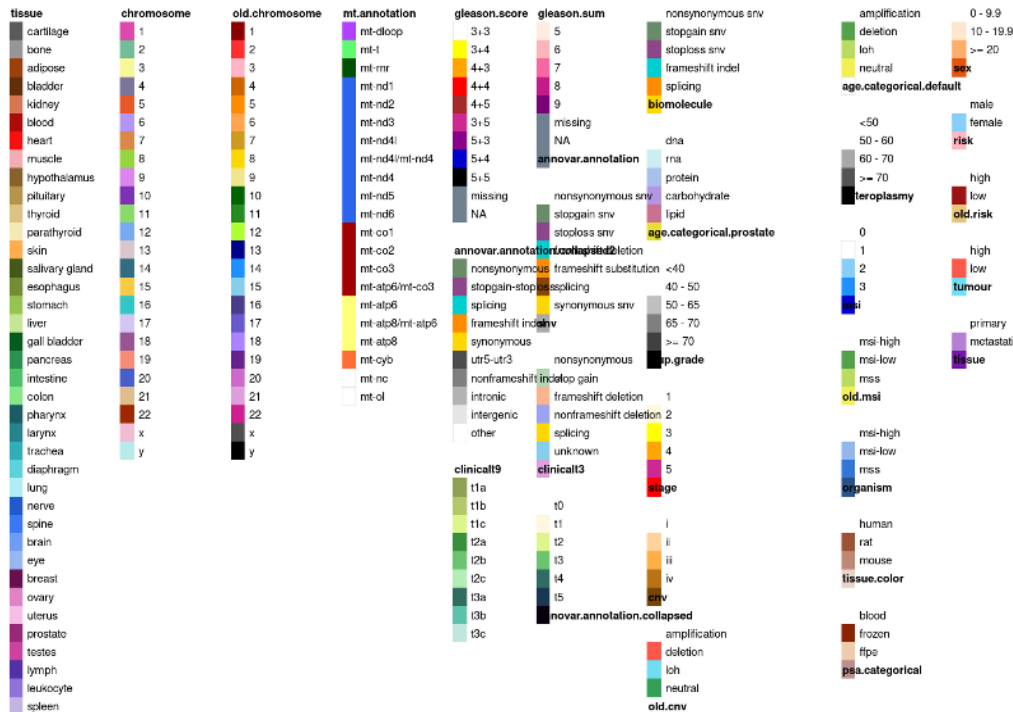 tissue
cartilage
bone
adipose
bladder
kidney
blood
heart
muscle
hypothalamus
pituitary
thyroid
parathyroid
skin
salivary gland
esophagus
stomach
liver
gall bladder
pancreas
intestine
colon
pharynx
larynx
trachea
diaphragm
lung
nerve
spine
brain
eye
breast
ovary
uterus
prostate
testes
lymph
leukocyte
spleen
chromosome
1
2
3
4
5
6
7
8
9
10
11
12
13
14
15
16
17
18
19
20
21
22
x
y
old.chromosome
1
2
3
4
5
6
7
8
9
10
11
12
13
14
15
16
17
18
19
20
21
22
x
y
mt.annotation
mt-dloop
mt-t
mt-rnr
mt-nd1
mt-nd2
mt-nd3
mt-nd4l
mt-nd4l/mt-nd4
mt-nd4
mt-nd5
mt-nd6
mt-co1
mt-co2
mt-co3
mt-atp6/mt-co3
mt-atp6
mt-atp8/mt-atp6
mt-atp8
mt-cyb
mt-nc
mt-ol
gleason.score
3+3
3+4
4+3
4+4
4+5
3+5
5+3
5+4
5+5
missing
NA
nonsynonymous
splicing
synonymous
utr5-utr3
intronic
intergenic
other
clinicalt9
t1a
t1b
t1c
t2a
t2b
t2c
t3a
t3b
t3c
gleason.sum
5
6
7
8
9
missing
NA
annovar.annotation
nonsynonymous snv
stopgain snv
stoploss snv
frameshift substitution
splicing
synonymous snv
nonsynonymous
frameshift deletion
nonframeshift deletion
splicing
unknown
clinicalt3
t0
t1
t2
t3
t4
t5
novar.annotation.collapsed
nonsynonymous snv
stopgain snv
stoploss snv
frameshift indel
splicing
biomolecule
dna
rna
protein
carbohydrate
lipid
age.categorical.prostate
<40
40 - 50
50 - 65
65 - 70
>= 70
p.grade
1
2
3
4
5
stage
i
ii
iii
iv
cnv
amplification
deletion
loh
neutral
old.cnv
amplification
deletion
loh
neutral
age.categorical.default
<50
50 - 60
60 - 70
>= 70
teroplasmy
0
1
2
3
msi
msi-high
msi-low
mss
old.msi
msi-high
msi-low
mss
organism
human
rat
mouse
tissue.color
blood
frozen
ffpe
psa.categorical
0 - 9.9
10 - 19.9
>= 20
sex
male
female
risk
high
low
old.risk
high
low
tumour
primary
metastati
tissue